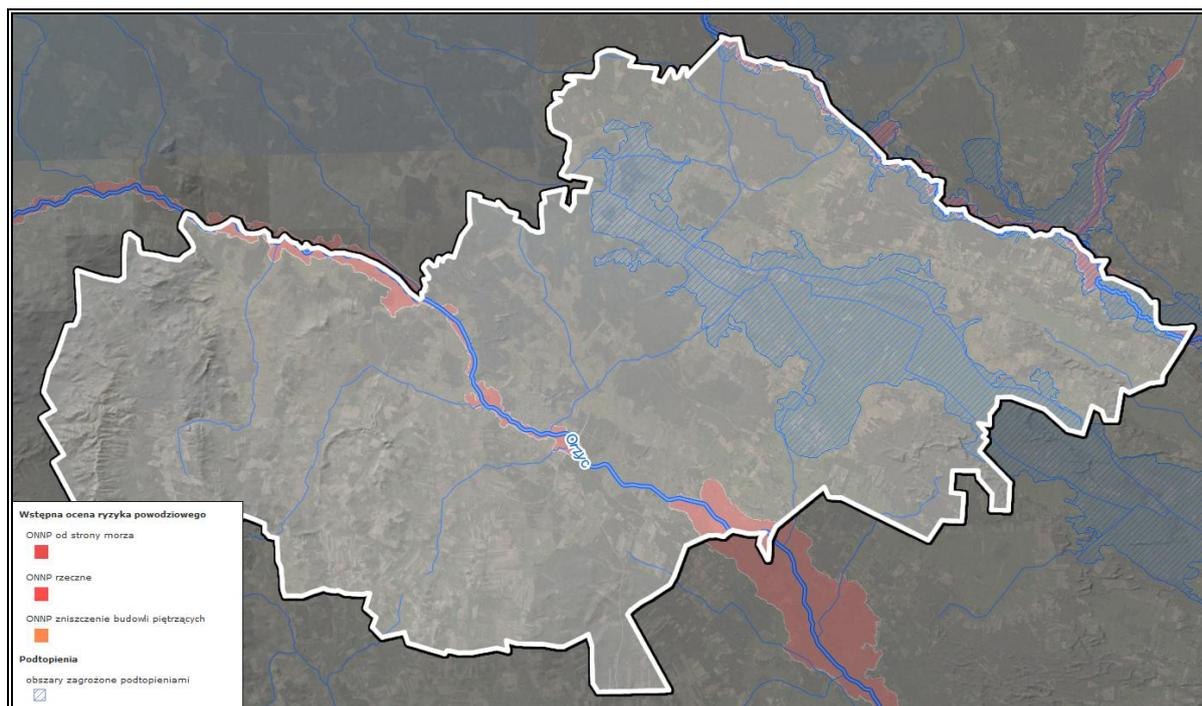 Orzyc
Wstępna ocena ryzyka powodziowego
ONNP od strony morza
ONNP rzeczne
ONNP zniszczenie budowli piętrzących
Podtopienia
obszary zagrożone podtopieniami